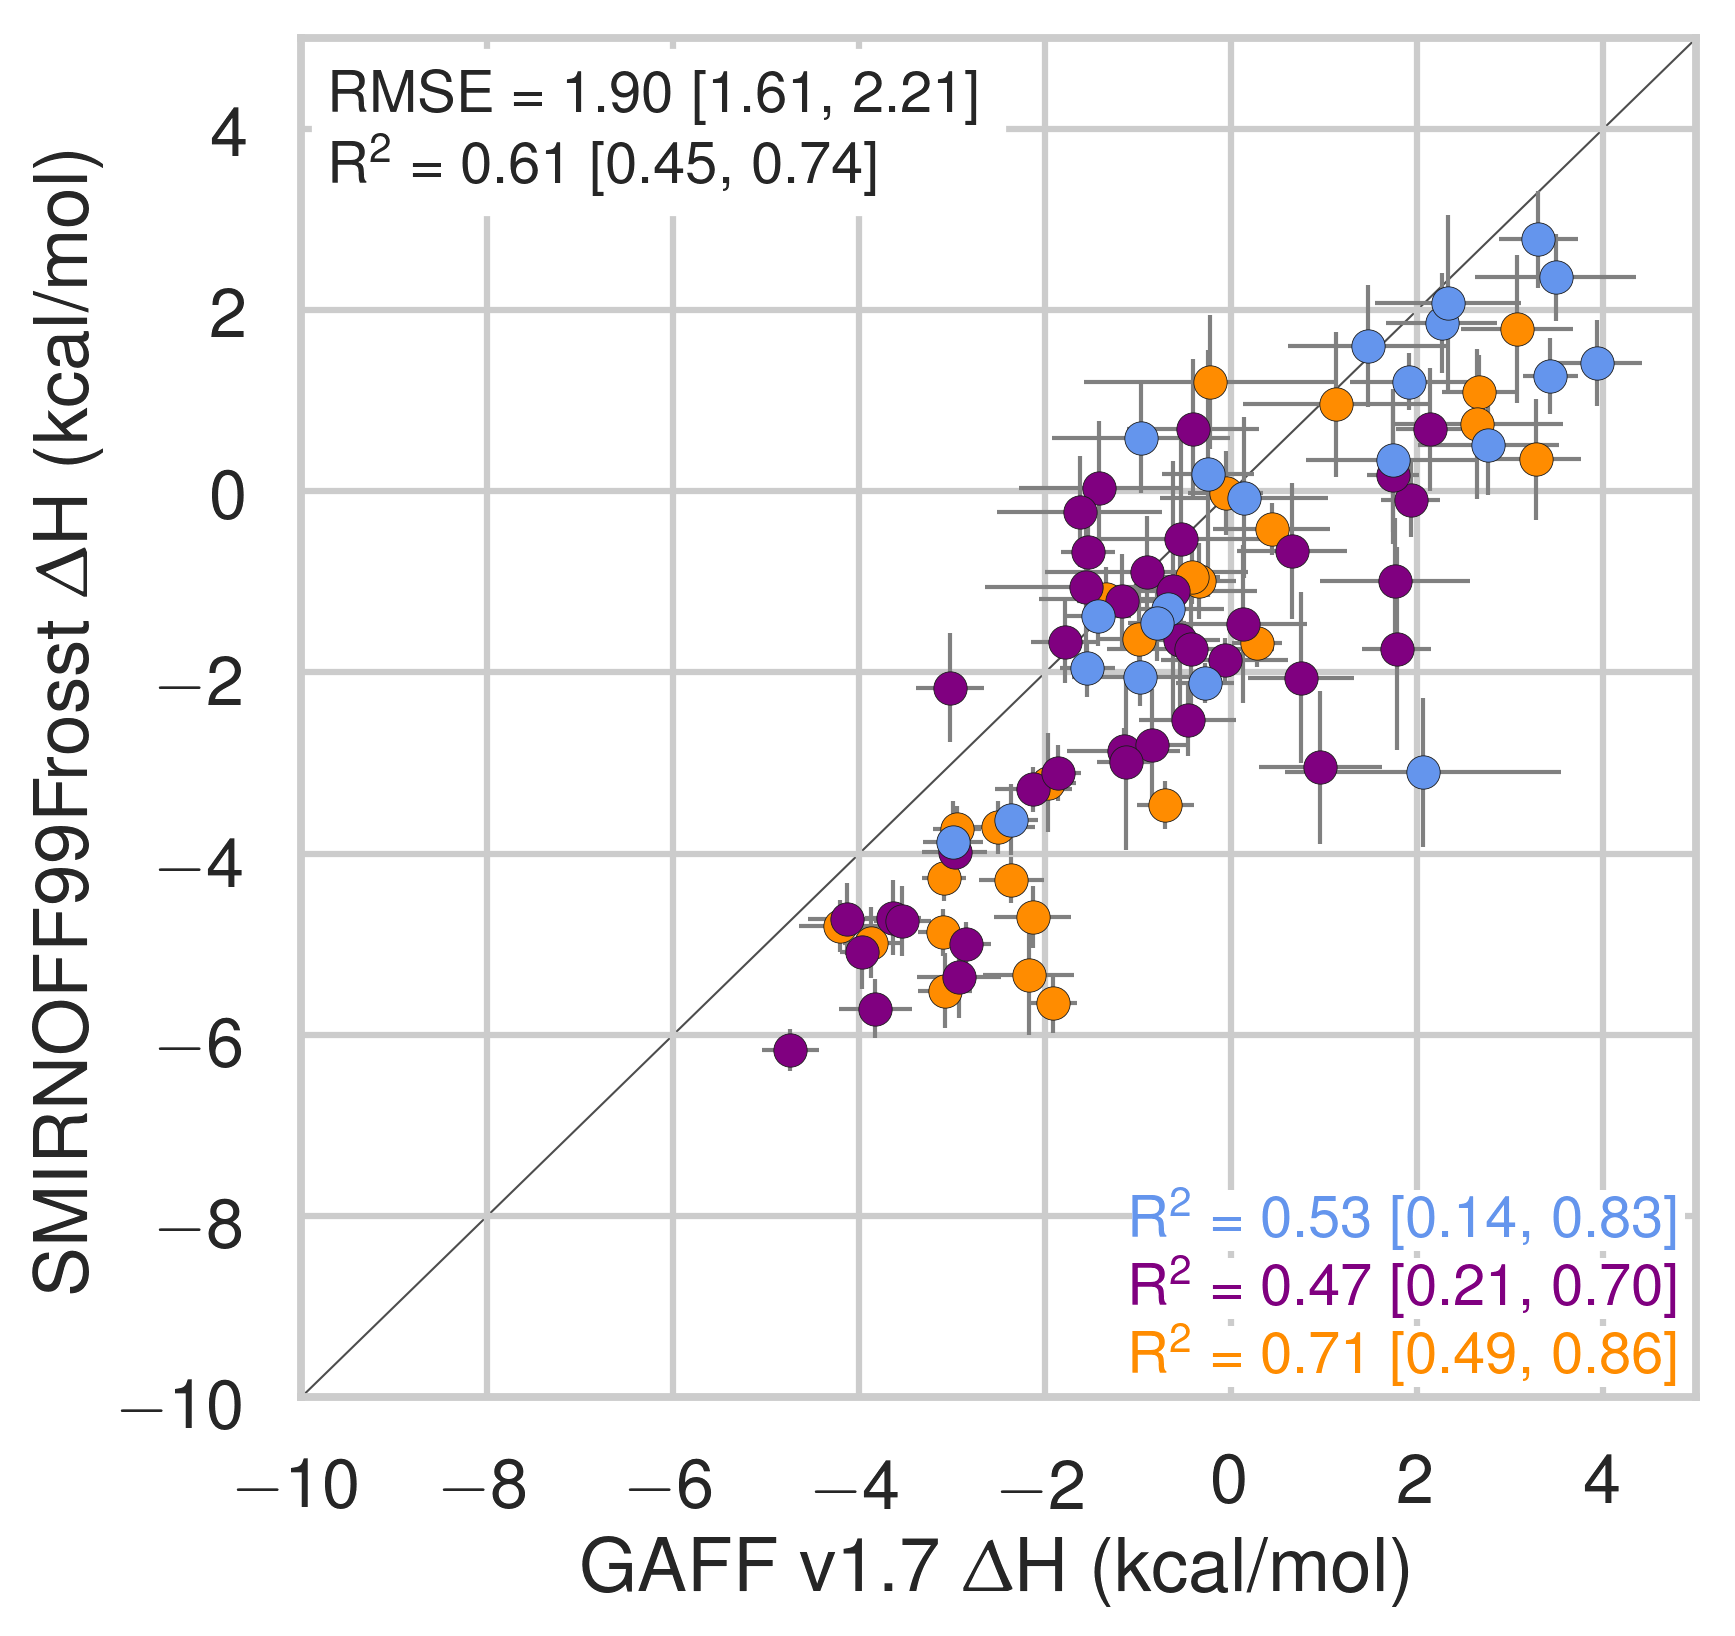 RMSE = 1.90 [1.61, 2.21]
R² = 0.61 [0.45, 0.74]
4
2
0
−2
−4
−6
−8
−10
SMIRNOFF99Frosst ΔH (kcal/mol)
R² = 0.53 [0.14, 0.83]
R² = 0.47 [0.21, 0.70]
R² = 0.71 [0.49, 0.86]
−10 −8 −6 −4 −2 0 2 4
GAFF v1.7 ΔH (kcal/mol)